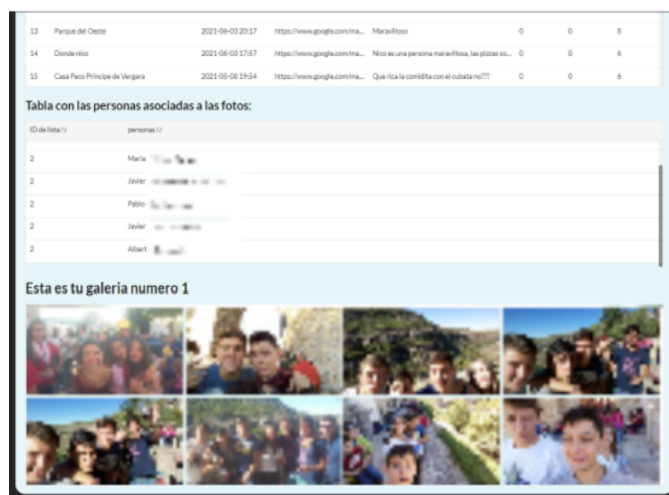 13 Parque del Oeste 2021-06-03 20:17 https://www.google.com/ma... Maravilloso 0 0 8
14 Donde nico 2021-06-03 17:57 https://www.google.com/ma... Nico es una persona maravillosa, las pizzas so... 0 0 6
15 Casa Paco Príncipe de Vergara 2021-05-08 19:54 https://www.google.com/ma... Que rica la comidita con el cubata no??? 0 0 6
Tabla con las personas asociadas a las fotos:
ID de lista personas
2 María
2 Javier
2 Pablo
2 Javier
2 Albert
Esta es tu galeria numero 1